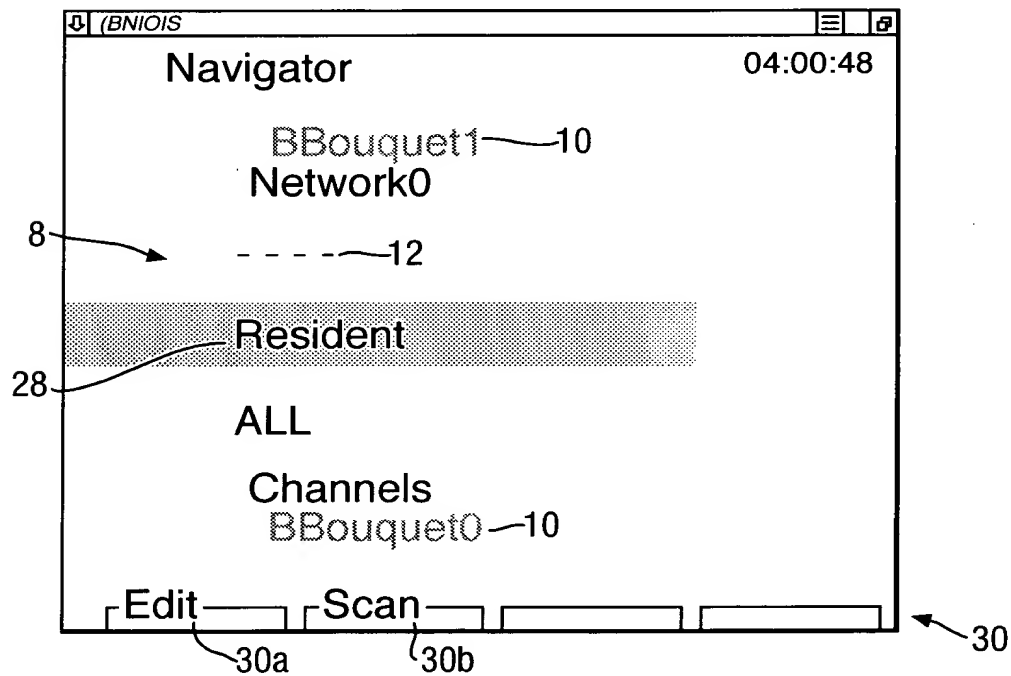 (BNIOIS
Navigator 04:00:48
BBouquet1 10
Network0
8
- - - - - 12
Resident
28
ALL
Channels
BBouquet0 10
Edit Scan
30
30a 30b